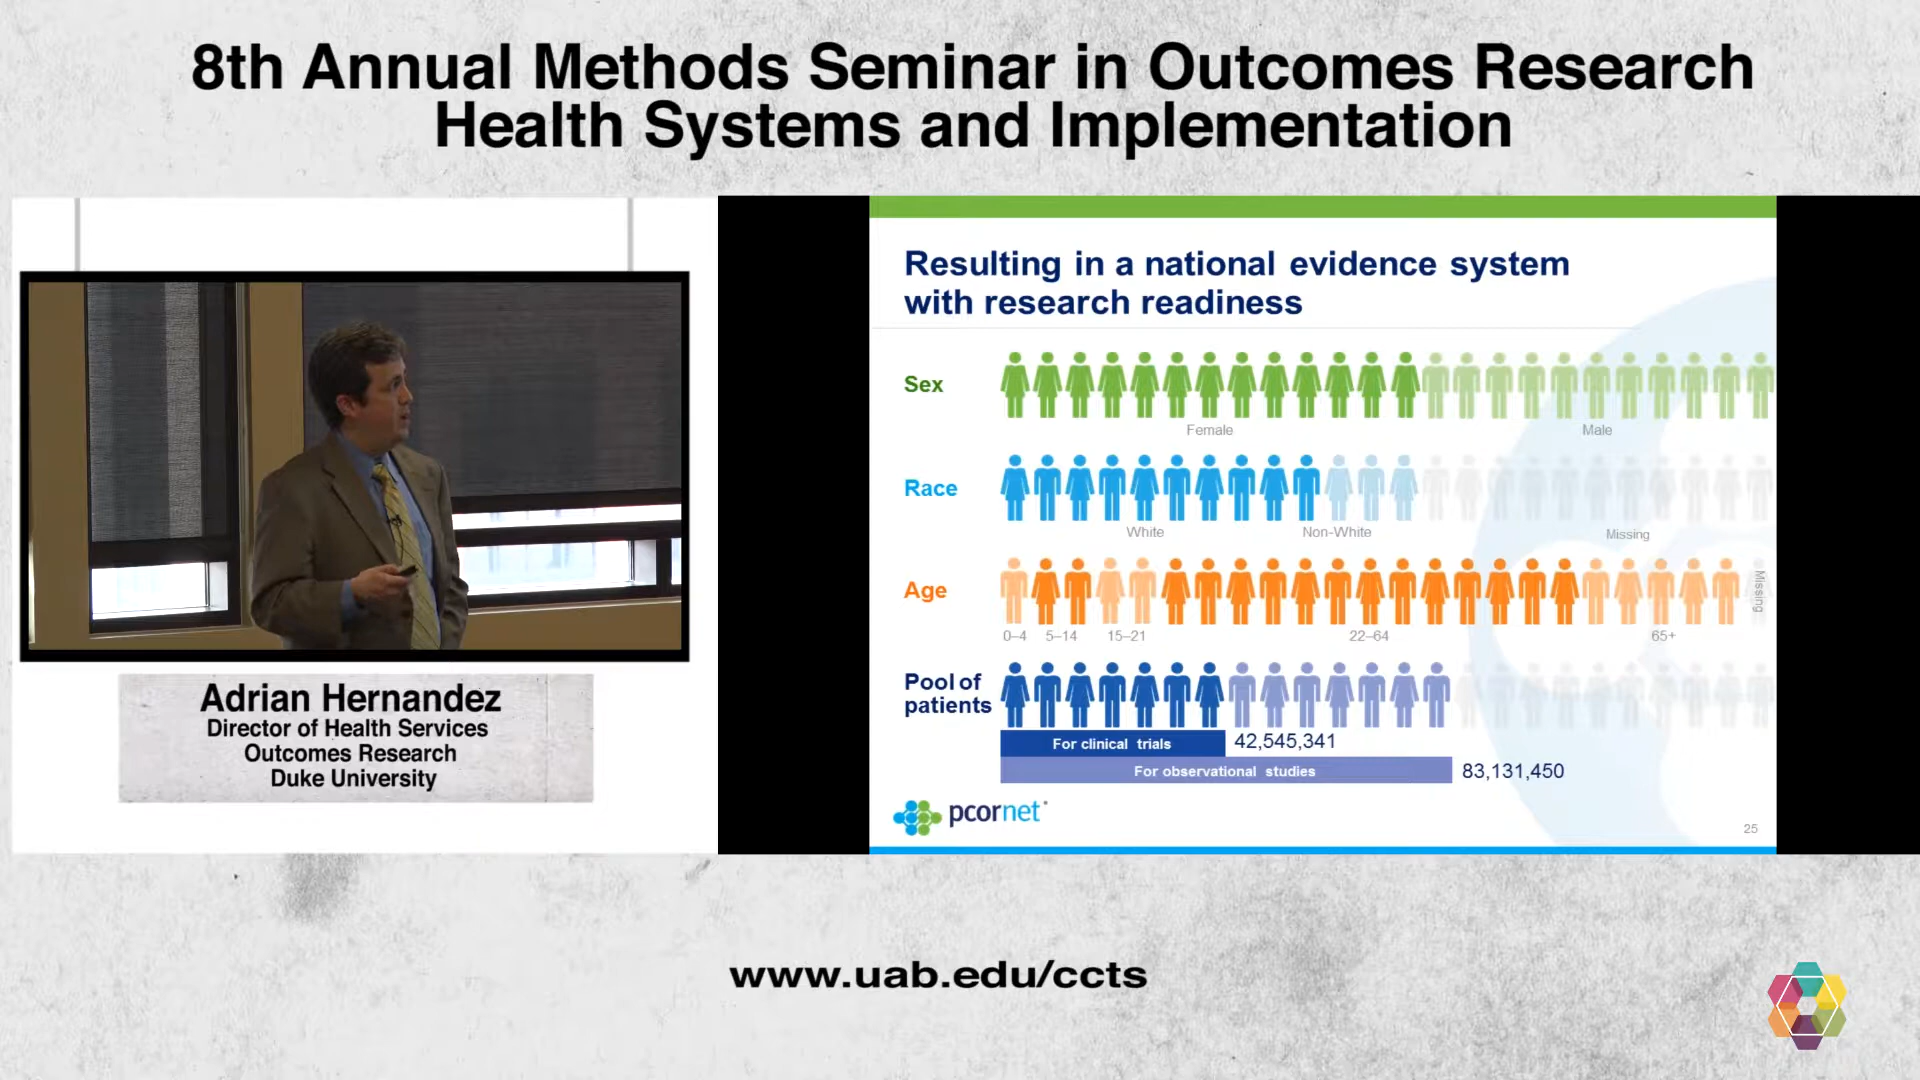 8th Annual Methods Seminar in Outcomes Research
Health Systems and Implementation
Adrian Hernandez
Director of Health Services
Outcomes Research
Duke University
Resulting in a national evidence system
with research readiness
Sex
Female
Male
Race
White
Non-White
Missing
Age
0–4
5–14
15–21
22–64
65+
Missing
Pool of
patients
For clinical trials
42,545,341
For observational studies
83,131,450
pcornet
25
www.uab.edu/ccts